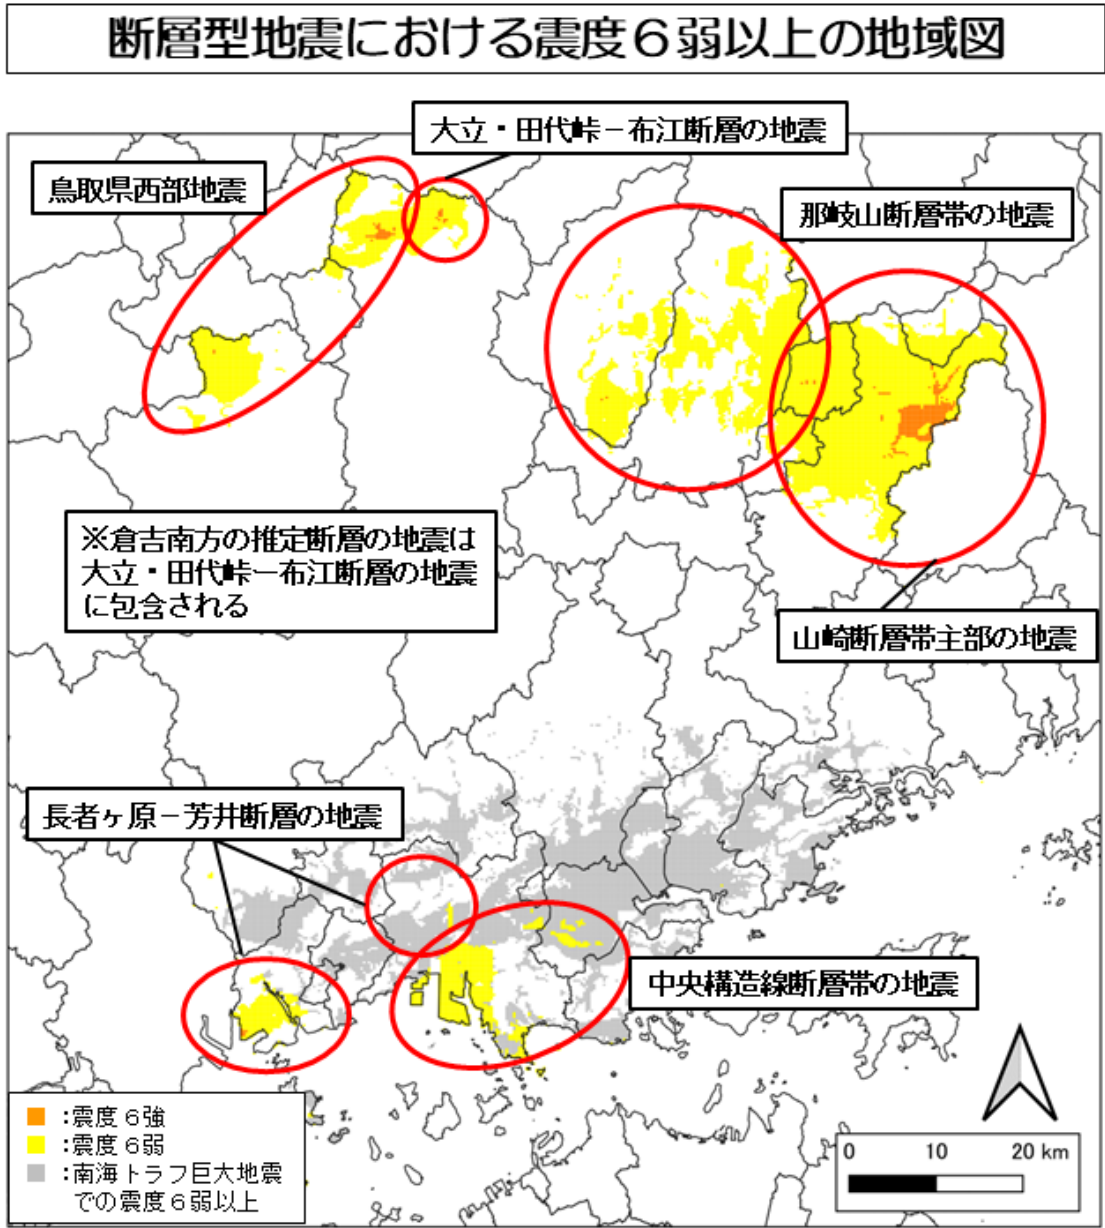 断層型地震における震度６弱以上の地域図
大立・田代峠－布江断層の地震
鳥取県西部地震
那岐山断層帯の地震
※倉吉南方の推定断層の地震は
大立・田代峠ー布江断層の地震
に包含される
山崎断層帯主部の地震
長者ヶ原－芳井断層の地震
中央構造線断層帯の地震
:震度６強
:震度６弱
:南海トラフ巨大地震
での震度６弱以上
0 10 20 km